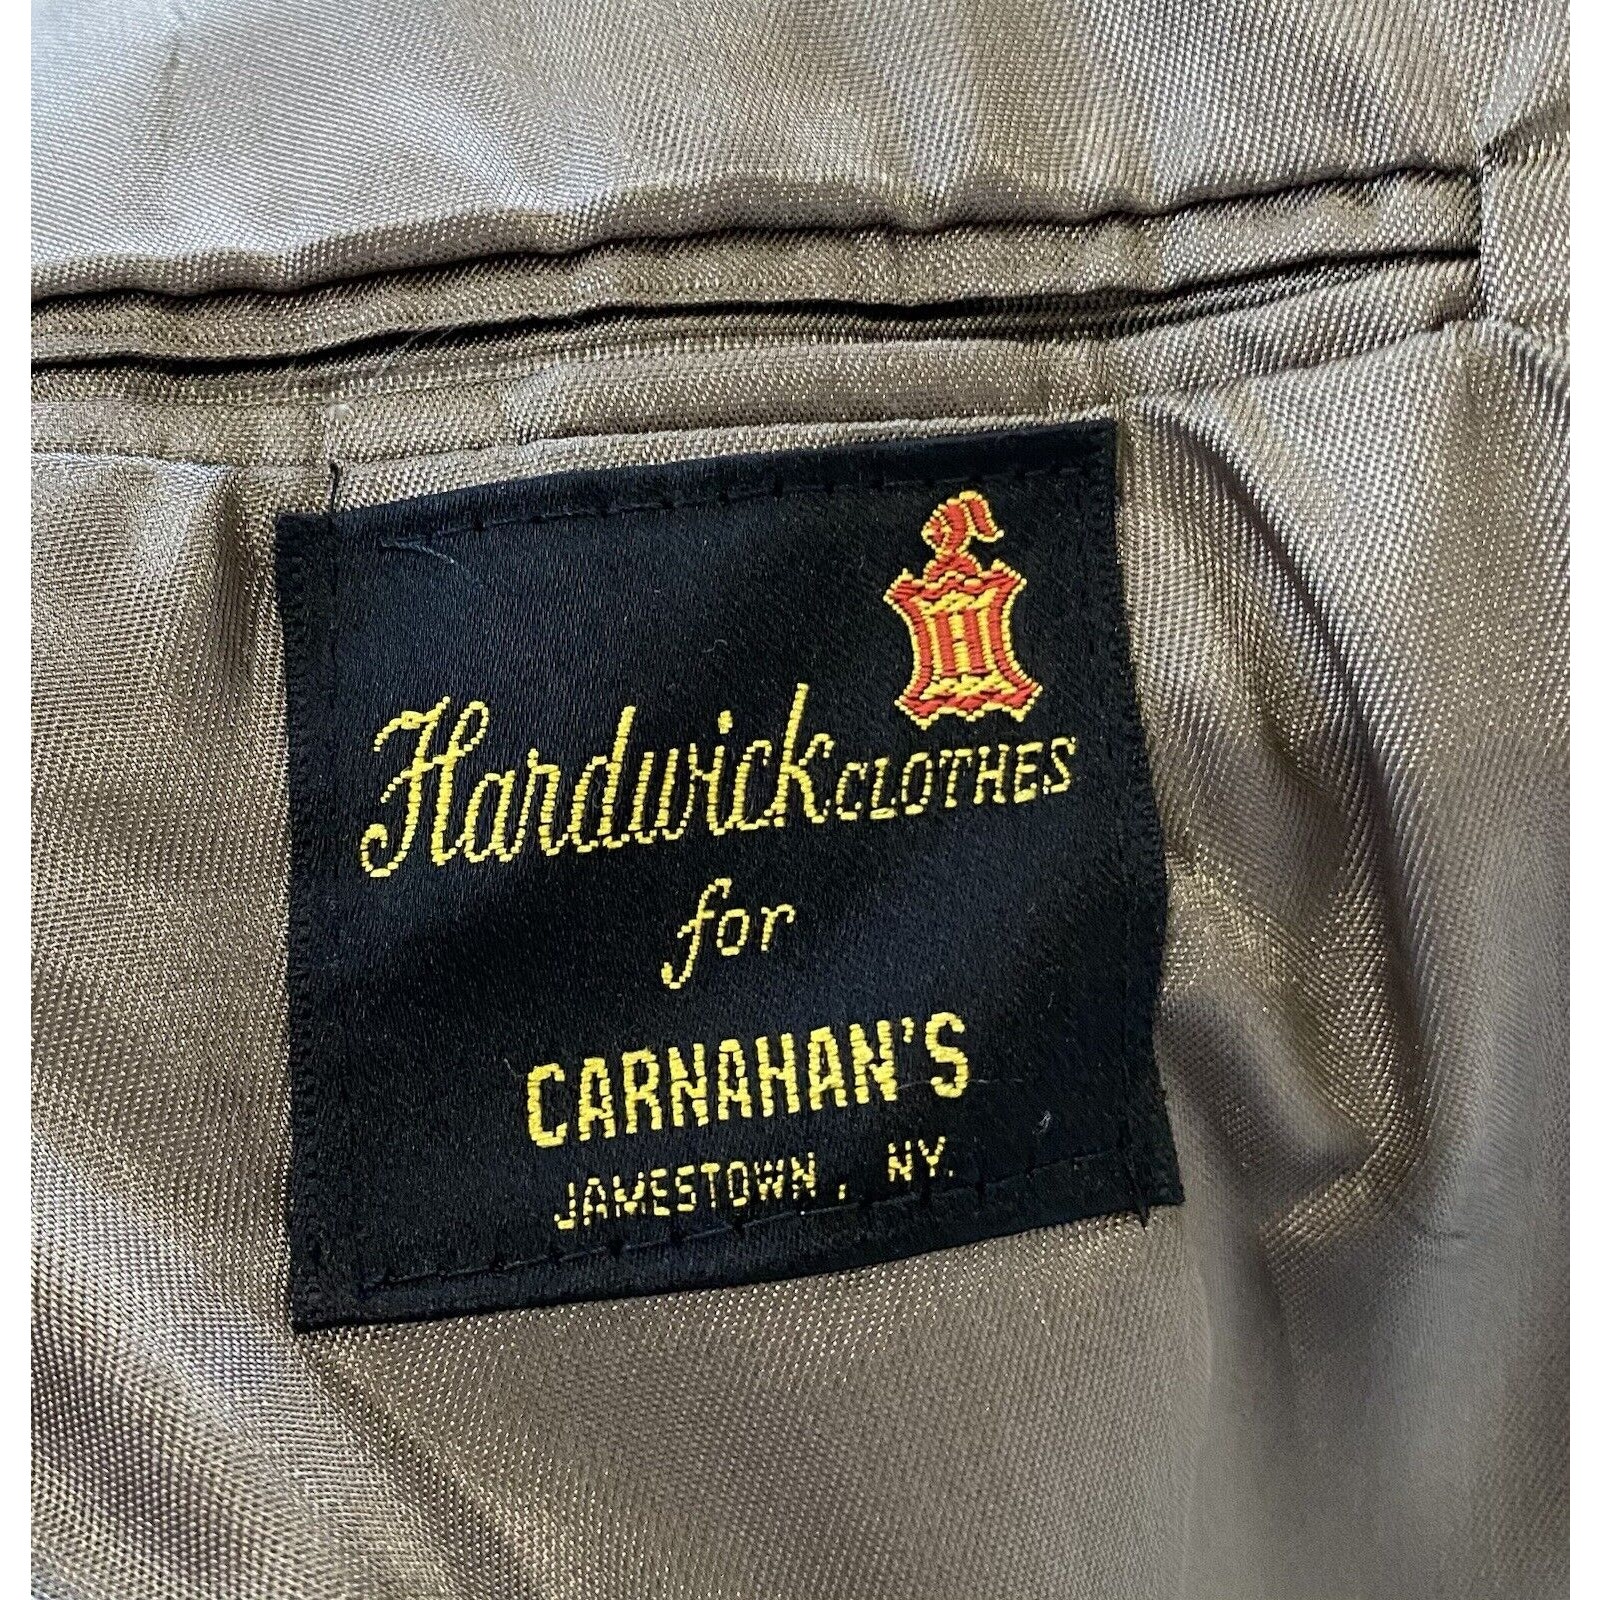 H
Hardwick CLOTHES
for
CARNAHAN'S
JAMESTOWN, NY.